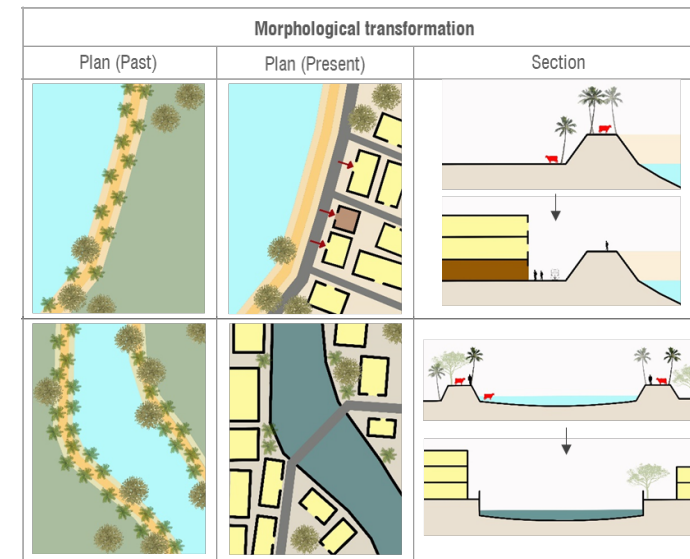 Morphological transformation
Plan (Past)
Plan (Present)
Section